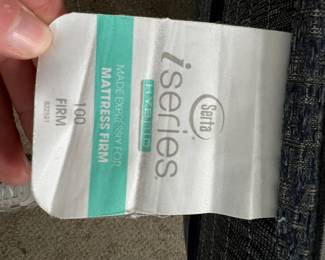 Serta
iseries.
HYBRID
MADE EXPRESSLY FOR
MATTRESS FIRM
100
FIRM